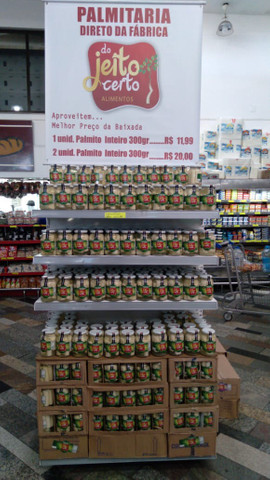 PALMITARIA
DIRETO DA FÁBRICA
do
jeito
certo
ALIMENTOS
Aproveitem...
Melhor Preço da Baixada
1 unid. Palmito Inteiro 300gr........R$ 11,99
2 unid. Palmito Inteiro 300gr........R$ 20,00